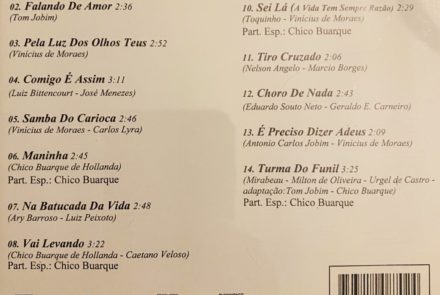 02. Falando De Amor 2:36
(Tom Jobim)
03. Pela Luz Dos Olhos Teus 2:52
(Vinicius de Moraes)
04. Comigo É Assim 3:11
(Luiz Bittencourt - José Menezes)
05. Samba Do Carioca 2:46
(Vinicius de Moraes - Carlos Lyra)
06. Maninha 2:45
(Chico Buarque de Hollanda)
Part. Esp.: Chico Buarque
07. Na Batucada Da Vida 2:48
(Ary Barroso - Luiz Peixoto)
08. Vai Levando 3:22
(Chico Buarque de Hollanda - Caetano Veloso)
Part. Esp.: Chico Buarque
10. Sei Lá (A Vida Tem Sempre Razão) 2:29
(Toquinho - Vinicius de Moraes)
Part. Esp.: Chico Buarque
11. Tiro Cruzado 2:06
(Nelson Angelo - Marcio Borges)
12. Choro De Nada 2:43
(Eduardo Souto Neto - Geraldo E. Carneiro)
13. É Preciso Dizer Adeus 2:09
(Antonio Carlos Jobim - Vinicius de Moraes)
14. Turma Do Funil 3:25
(Mirabeau - Milton de Oliveira - Urgel de Castro -
adaptação:Tom Jobim - Chico Buarque)
Part. Esp.: Chico Buarque